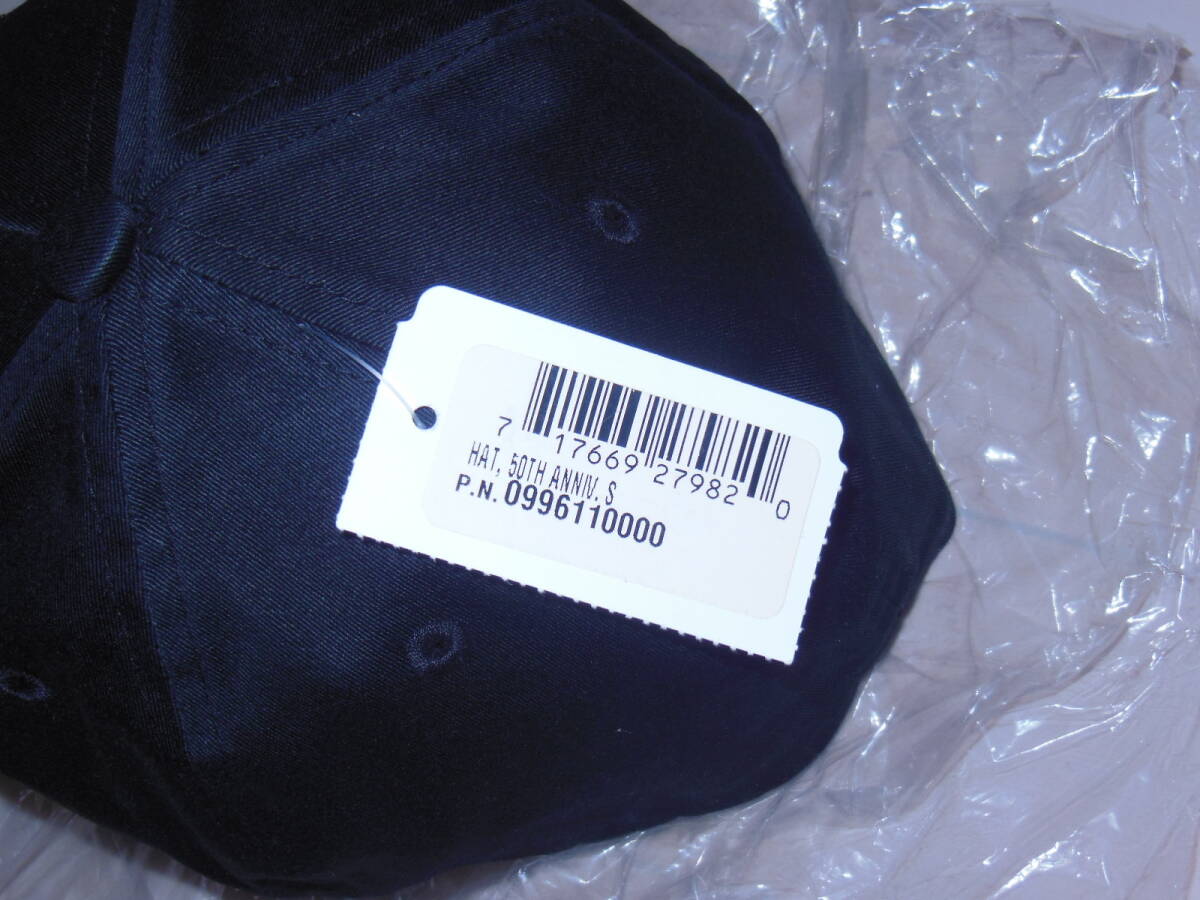 7 17669 27982 0
HAT, 50TH ANNIV. S
P.N. 0996110000